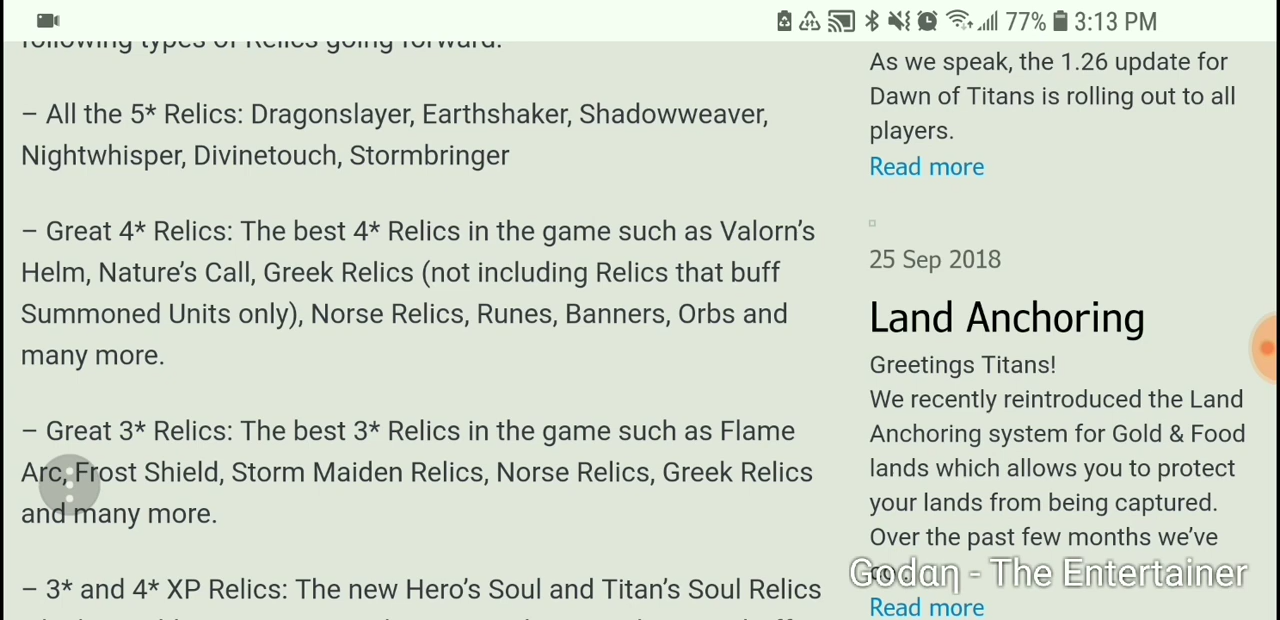 77% 3:13 PM
following types of Relics going forward:
– All the 5* Relics: Dragonslayer, Earthshaker, Shadowweaver,
Nightwhisper, Divinetouch, Stormbringer
– Great 4* Relics: The best 4* Relics in the game such as Valorn’s
Helm, Nature’s Call, Greek Relics (not including Relics that buff
Summoned Units only), Norse Relics, Runes, Banners, Orbs and
many more.
– Great 3* Relics: The best 3* Relics in the game such as Flame
Arc, Frost Shield, Storm Maiden Relics, Norse Relics, Greek Relics
and many more.
– 3* and 4* XP Relics: The new Hero’s Soul and Titan’s Soul Relics
As we speak, the 1.26 update for
Dawn of Titans is rolling out to all
players.
Read more
25 Sep 2018
Land Anchoring
Greetings Titans!
We recently reintroduced the Land
Anchoring system for Gold & Food
lands which allows you to protect
your lands from being captured.
Over the past few months we’ve
Godαη - The Entertainer
Read more